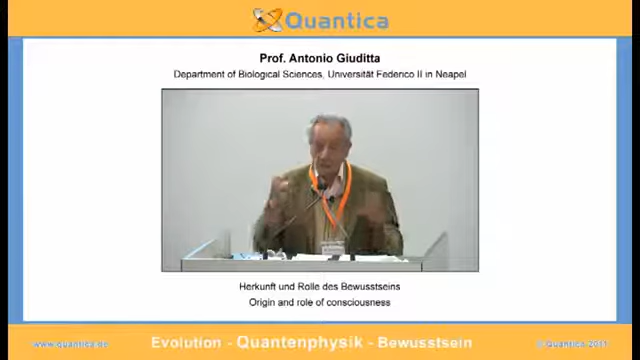 Quantica
Prof. Antonio Giuditta
Department of Biological Sciences, Universität Federico II in Neapel
Herkunft und Rolle des Bewusstseins
Origin and role of consciousness
www.quantica.de Evolution - Quantenphysik - Bewusstsein © Quantica 2011